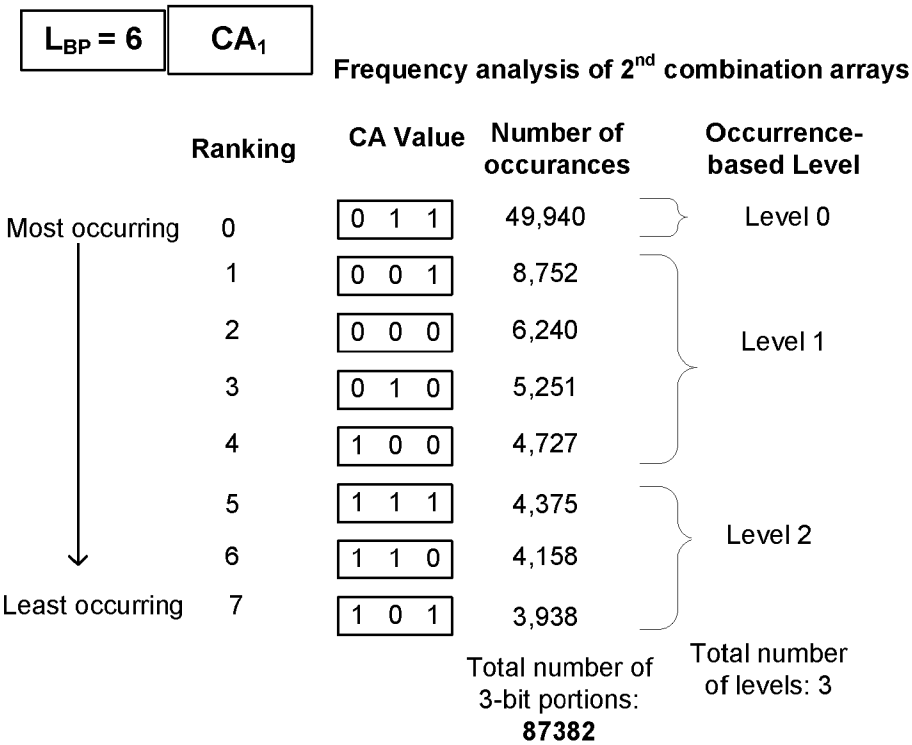 L_BP = 6 CA_1
Frequency analysis of 2^nd combination arrays
Ranking CA Value Number of occurances Occurrence-based Level
Most occurring 0 0 1 1 49,940 Level 0
1 0 0 1 8,752
2 0 0 0 6,240 Level 1
3 0 1 0 5,251
4 1 0 0 4,727
5 1 1 1 4,375
6 1 1 0 4,158 Level 2
Least occurring 7 1 0 1 3,938
Total number of
3-bit portions:
87382
Total number
of levels: 3